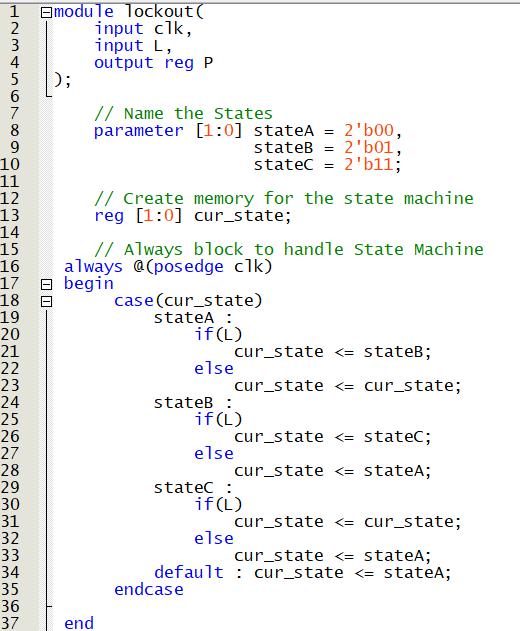 1 module lockout(
2 input clk,
3 input L,
4 output reg P
5 );
6
7 // Name the States
8 parameter [1:0] stateA = 2'b00,
9 stateB = 2'b01,
10 stateC = 2'b11;
11
12 // Create memory for the state machine
13 reg [1:0] cur_state;
14
15 // Always block to handle State Machine
16 always @(posedge clk)
17 begin
18 case(cur_state)
19 stateA :
20 if(L)
21 cur_state <= stateB;
22 else
23 cur_state <= cur_state;
24 stateB :
25 if(L)
26 cur_state <= stateC;
27 else
28 cur_state <= stateA;
29 stateC :
30 if(L)
31 cur_state <= cur_state;
32 else
33 cur_state <= stateA;
34 default : cur_state <= stateA;
35 endcase
36
37 end